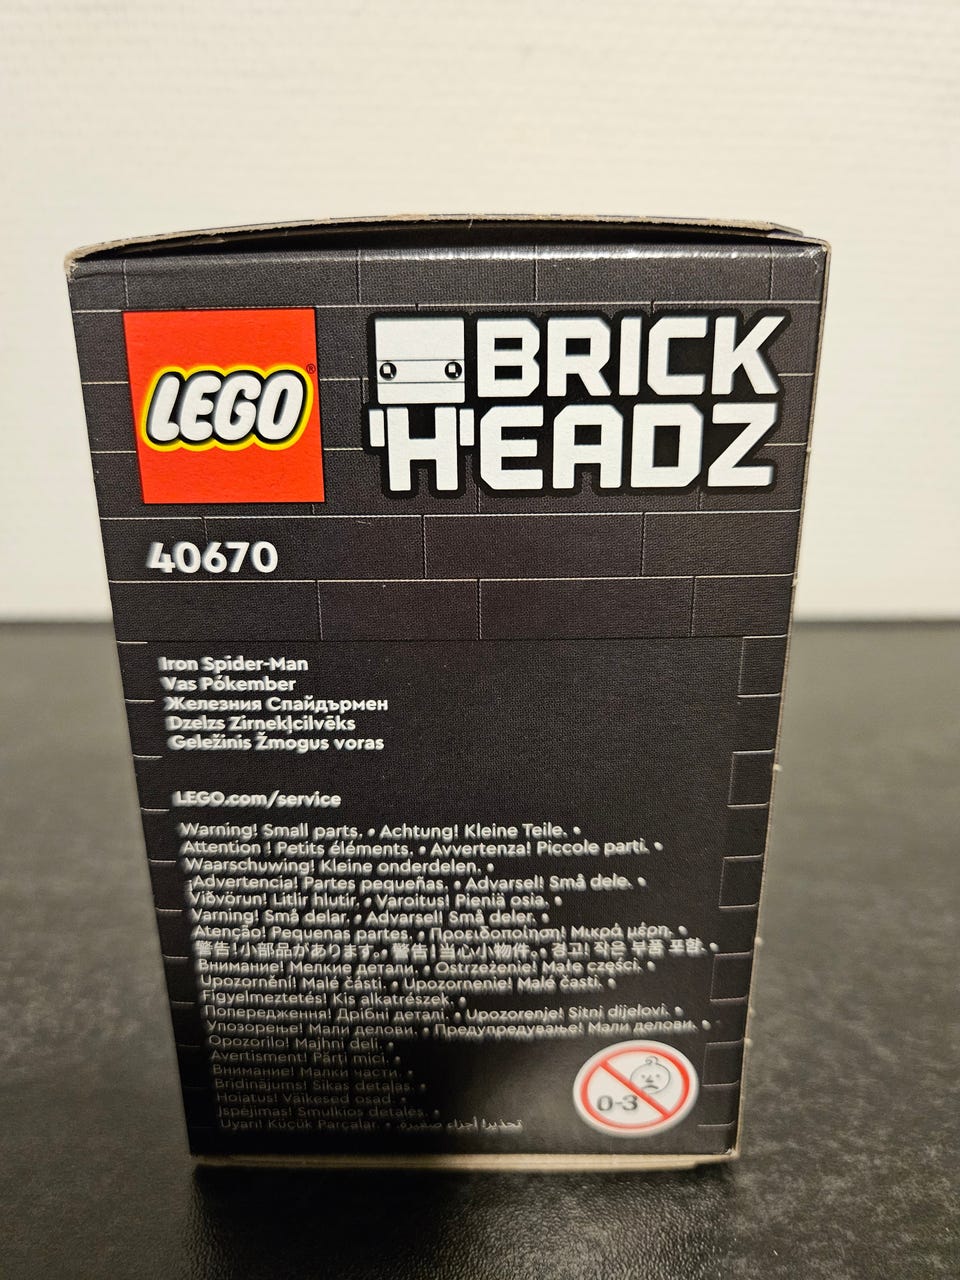 LEGO®
BRICK
HEADZ
40670
Iron Spider-Man
Vas Pókember
Железния Спайдърмен
Dzelzs Zirnekļcilvēks
Geležinis Žmogus voras
LEGO.com/service
Warning! Small parts. • Achtung! Kleine Teile. •
Attention ! Petits éléments. • Avvertenza! Piccole parti. •
Waarschuwing! Kleine onderdelen. •
¡Advertencia! Partes pequeñas. • Advarsel! Små dele. •
Viðvörun! Litlir hlutir. • Varoitus! Pieniä osia. •
Varning! Små delar. • Advarsel! Små deler. •
Atenção! Pequenas partes. • Προειδοποίηση! Μικρά μέρη. •
警告!小部品があります。• 警告! 当心小物件。• 경고! 작은 부품 포함. •
Внимание! Мелкие детали. • Ostrzeżenie! Małe części. •
Upozornění! Malé části. • Upozornenie! Malé časti. •
Figyelmeztetés! Kis alkatrészek. •
Попередження! Дрібні деталі. • Upozorenje! Sitni dijelovi. •
Упозорење! Мали делови. • Предупредување! Мали делови. •
Opozorilo! Majhni deli. •
Avertisment! Părți mici. •
Внимание! Малки части. •
Brīdinājums! Sīkas detaļas. •
Hoiatus! Väikesed osad. •
Įspėjimas! Smulkios detalės. •
Uyarı! Küçük Parçalar. • تحذير! أجزاء صغيرة.
0-3